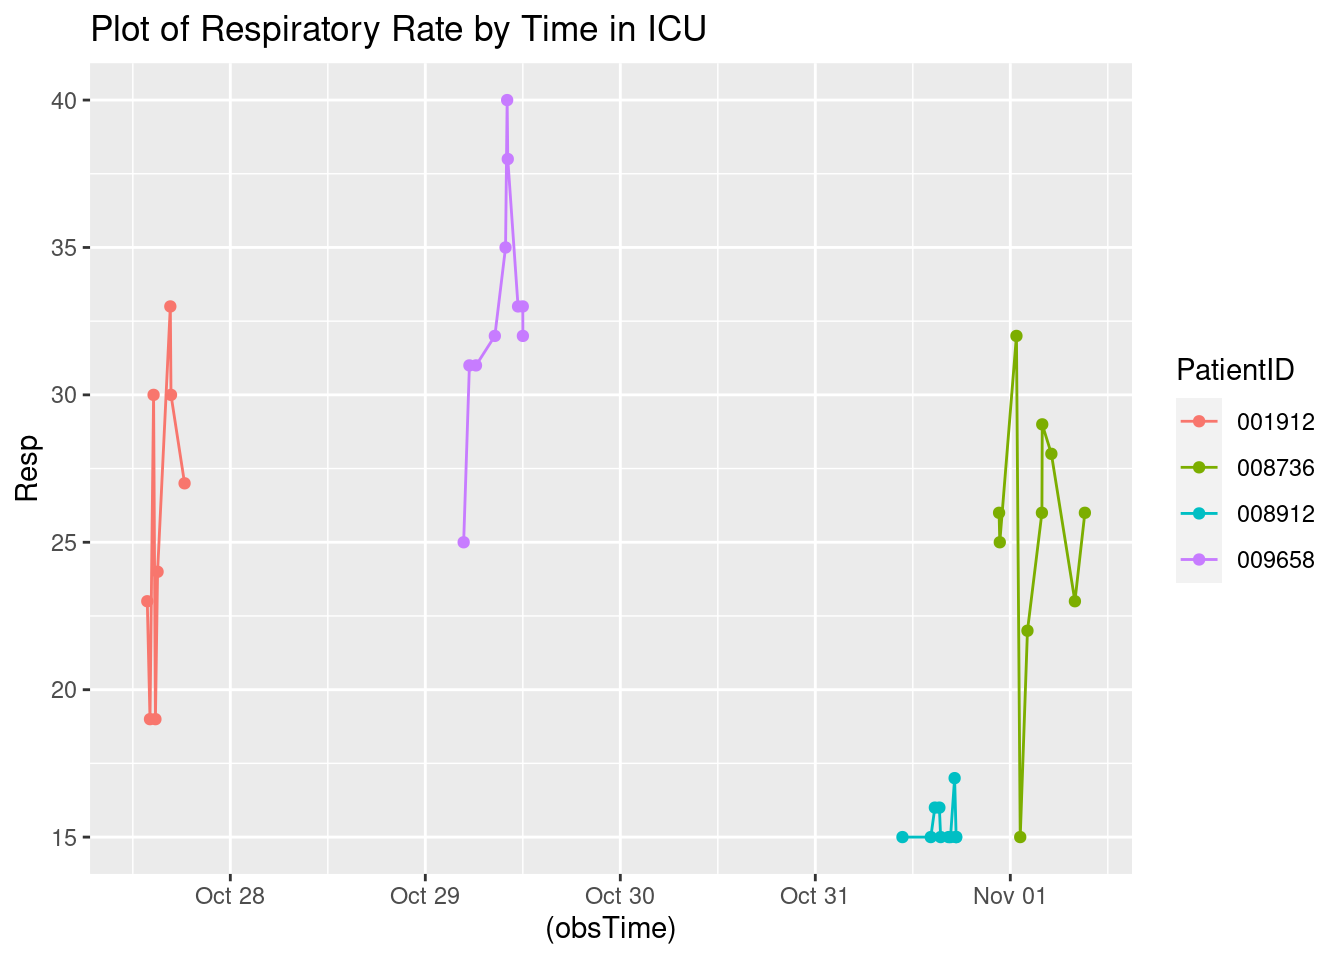 Plot of Respiratory Rate by Time in ICU
40
35
30
25
20
15
Resp
Oct 28
Oct 29
Oct 30
Oct 31
Nov 01
(obsTime)
PatientID
001912
008736
008912
009658